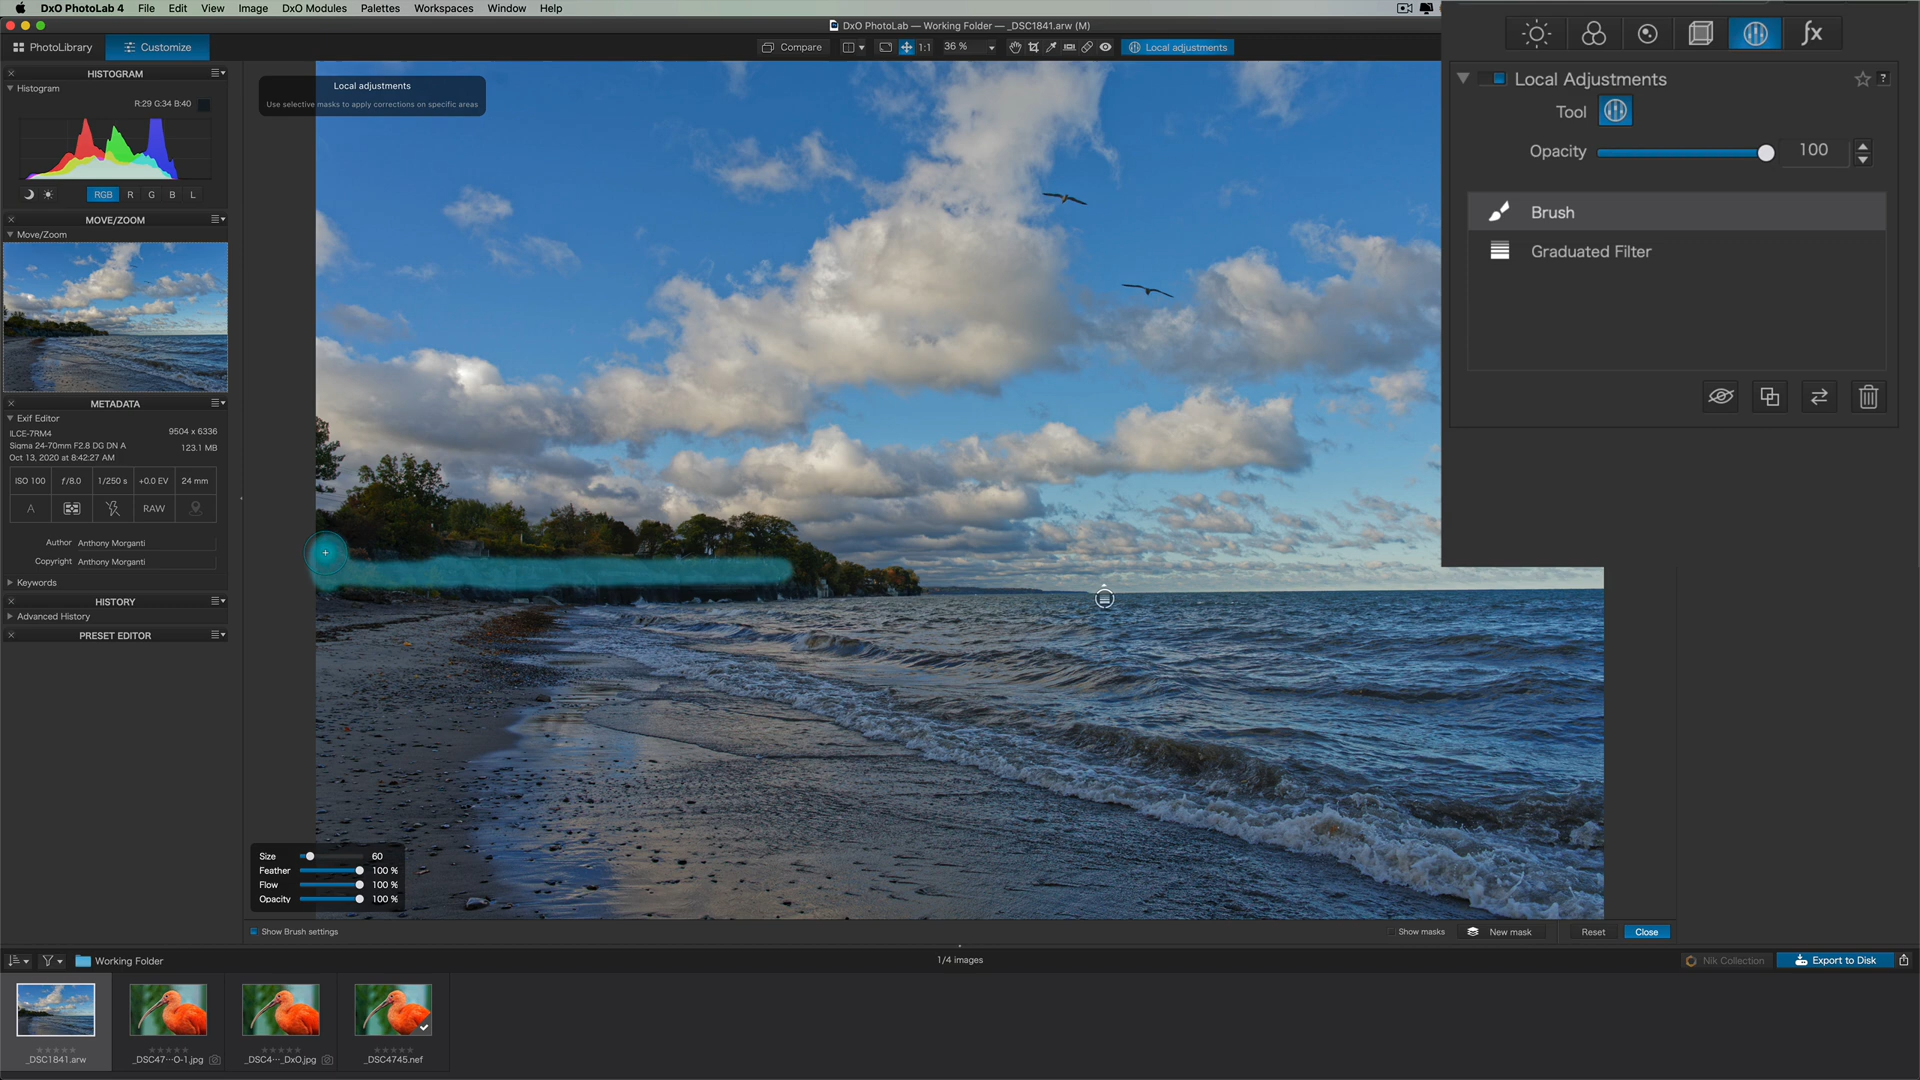 DxO PhotoLab 4 File Edit View Image DxO Modules Palettes Workspaces Window Help
DxO PhotoLab — Working Folder — _DSC1841.arw (M)
PhotoLibrary Customize
Compare 1:1 36 % Local adjustments
HISTOGRAM
Histogram
R:29 G:34 B:40
RGB R G B L
MOVE/ZOOM
Move/Zoom
METADATA
Exif Editor
ILCE-7RM4 9504 x 6336
Sigma 24-70mm F2.8 DG DN A 123.1 MB
Oct 13, 2020 at 8:42:27 AM
ISO 100 ƒ/8.0 1/250 s +0.0 EV 24 mm
A RAW
Author Anthony Morganti
Copyright Anthony Morganti
Keywords
HISTORY
Advanced History
PRESET EDITOR
Local adjustments
Use selective masks to apply corrections on specific areas
fx
Local Adjustments ?
Tool
Opacity 100
Brush
Graduated Filter
Size 60
Feather 100 %
Flow 100 %
Opacity 100 %
Show Brush settings Show masks New mask Reset Close
Working Folder 1/4 images Nik Collection Export to Disk
_DSC1841.arw _DSC47···O-1.jpg _DSC4···_DxO.jpg _DSC4745.nef